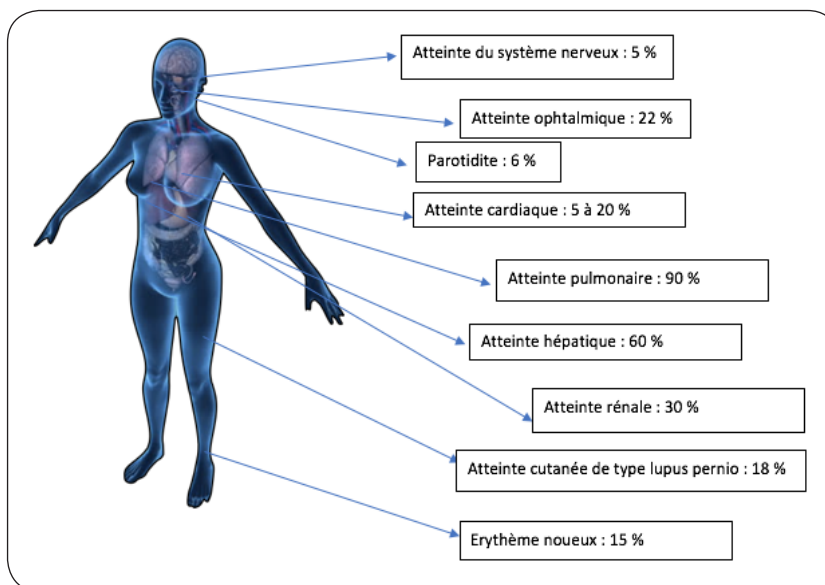 Atteinte du système nerveux : 5 %
Atteinte ophtalmique : 22 %
Parotidite : 6 %
Atteinte cardiaque : 5 à 20 %
Atteinte pulmonaire : 90 %
Atteinte hépatique : 60 %
Atteinte rénale : 30 %
Atteinte cutanée de type lupus pernio : 18 %
Erythème noueux : 15 %